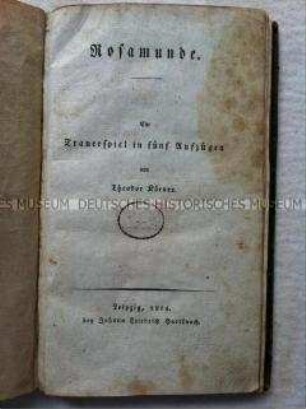 Rosamunde.
Ein
Trauerspiel in fünf Aufzügen
von
Theodor Körner.
MUSEUM DEUTSCHES HISTORISCHES MUSEUM
Leipzig, 1814.
bey Johann Friedrich Hartknoch.